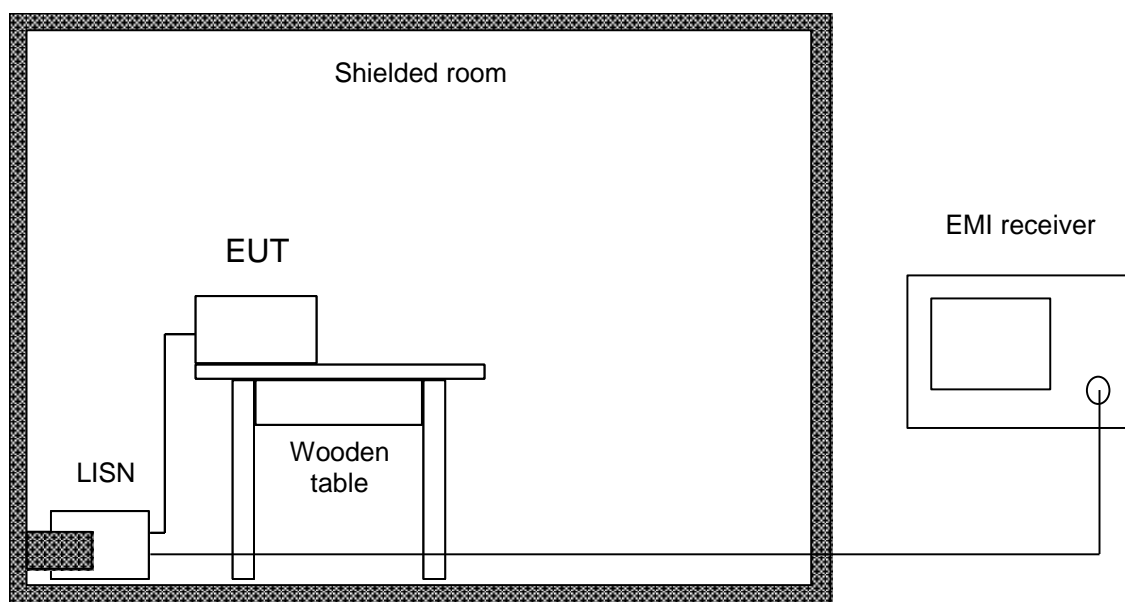 Shielded room
EMI receiver
EUT
Wooden
table
LISN